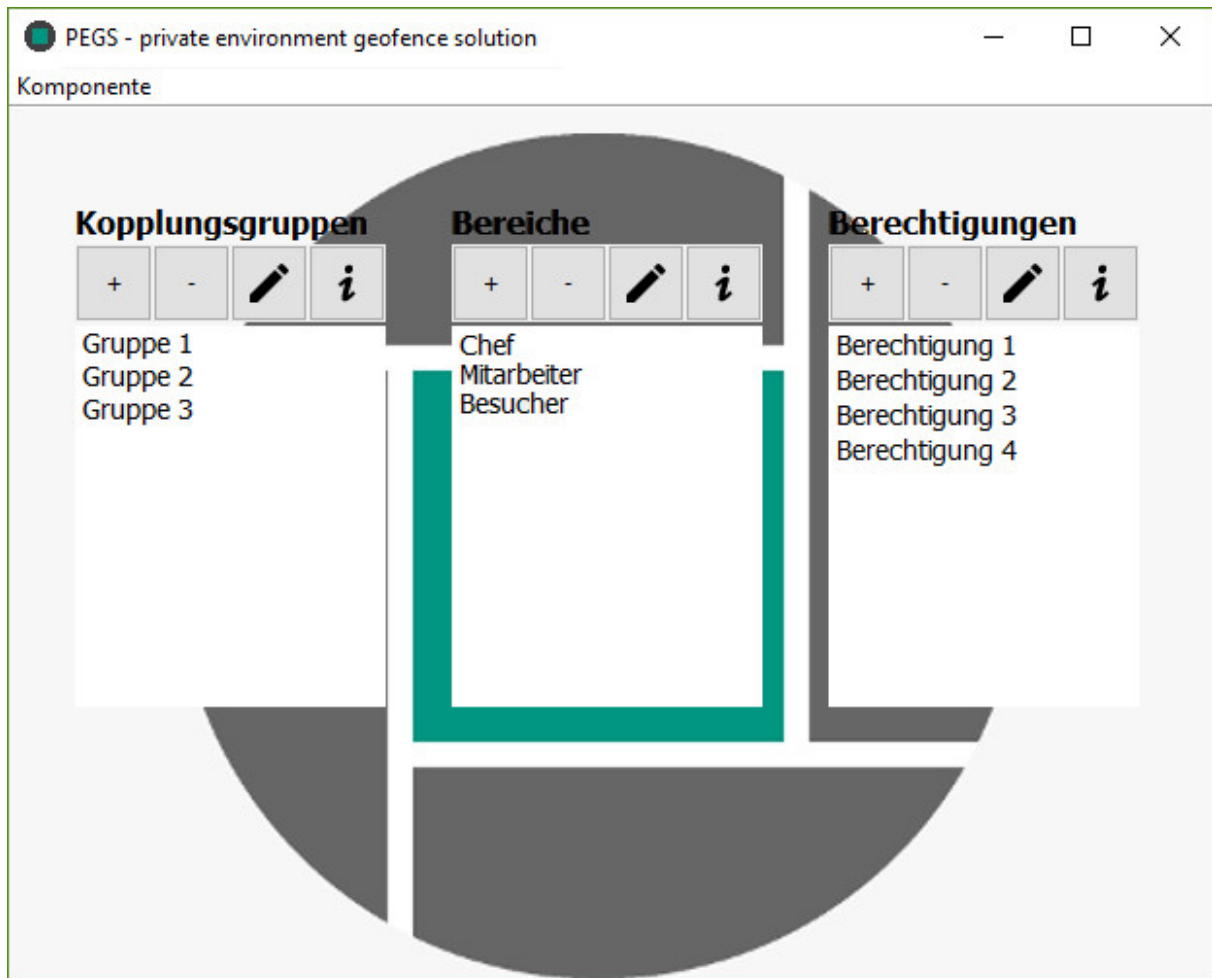 PEGS - private environment geofence solution
Komponente
Kopplungsgruppen
+ - i
Gruppe 1
Gruppe 2
Gruppe 3
Bereiche
+ - i
Chef
Mitarbeiter
Besucher
Berechtigungen
+ - i
Berechtigung 1
Berechtigung 2
Berechtigung 3
Berechtigung 4